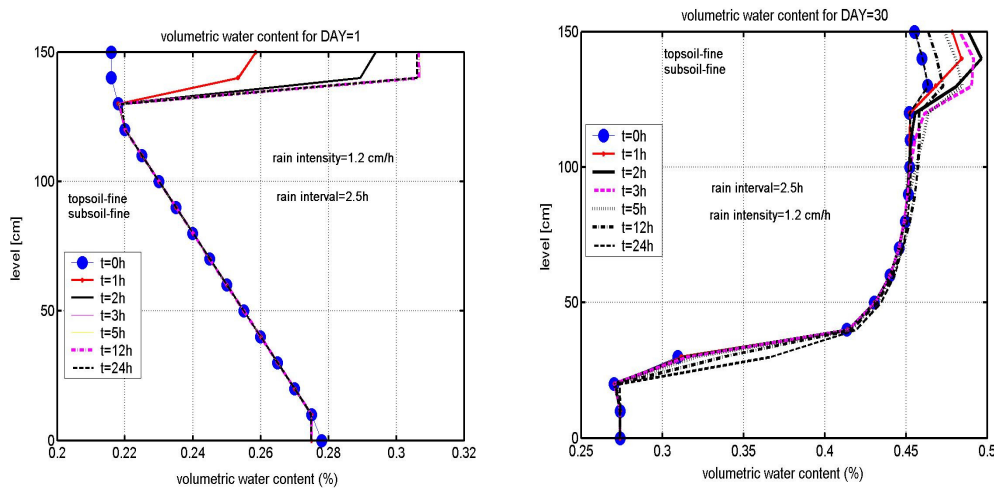 volumetric water content for DAY=1
150
100
50
0
level [cm]
rain intensity=1.2 cm/h
rain interval=2.5h
topsoil-fine
subsoil-fine
t=0h
t=1h
t=2h
t=3h
t=5h
t=12h
t=24h
0.2
0.22
0.24
0.26
0.28
0.3
0.32
volumetric water content (%)
volumetric water content for DAY=30
150
100
50
0
level [cm]
topsoil-fine
subsoil-fine
t=0h
t=1h
t=2h
t=3h
t=5h
t=12h
t=24h
rain interval=2.5h
rain intensity=1.2 cm/h
0.25
0.3
0.35
0.4
0.45
0.5
volumetric water content (%)